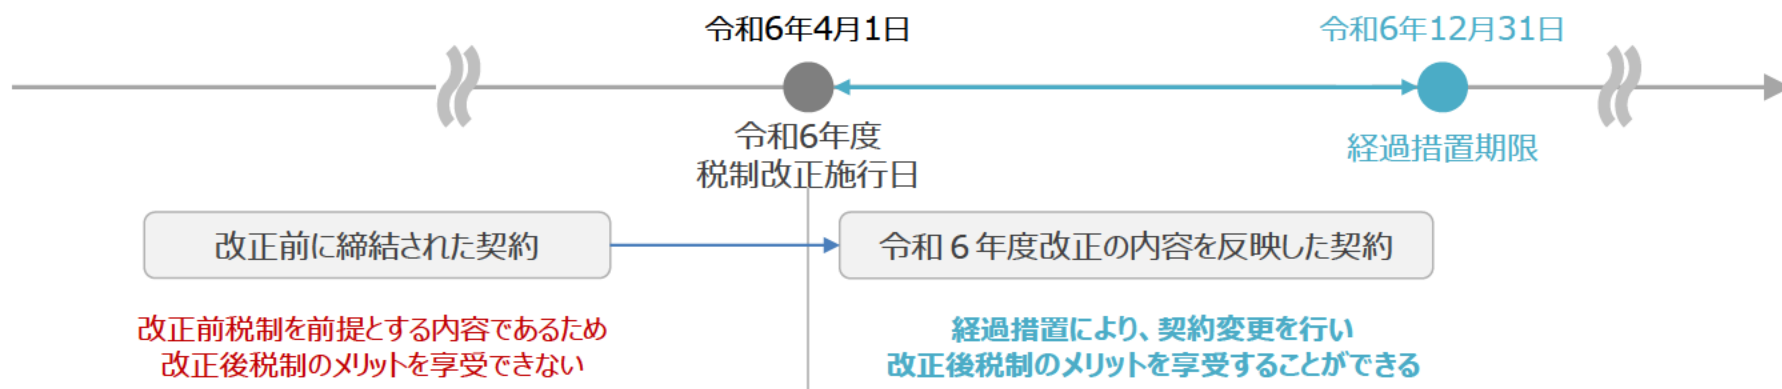 令和6年4月1日
令和6年12月31日
令和6年度
税制改正施行日
経過措置期限
改正前に締結された契約
令和６年度改正の内容を反映した契約
改正前税制を前提とする内容であるため
改正後税制のメリットを享受できない
経過措置により、契約変更を行い
改正後税制のメリットを享受することができる